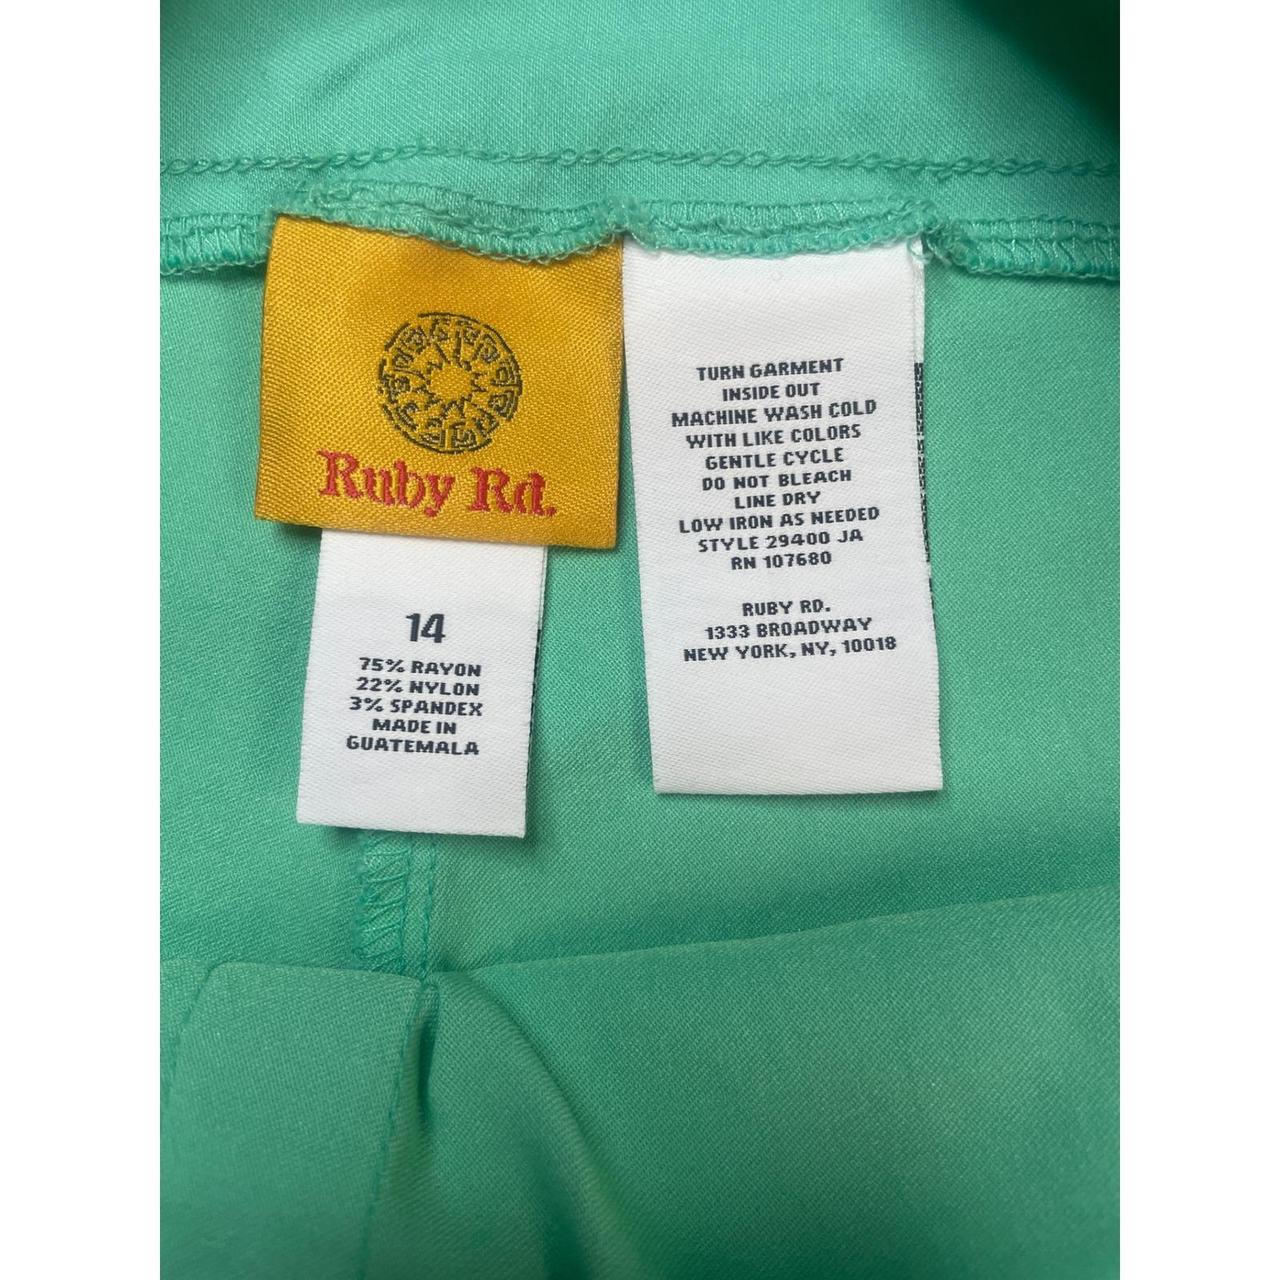 Ruby Rd.
14
75% RAYON
22% NYLON
3% SPANDEX
MADE IN
GUATEMALA
TURN GARMENT
INSIDE OUT
MACHINE WASH COLD
WITH LIKE COLORS
GENTLE CYCLE
DO NOT BLEACH
LINE DRY
LOW IRON AS NEEDED
STYLE 29400 JA
RN 107680
RUBY RD.
1333 BROADWAY
NEW YORK, NY, 10018